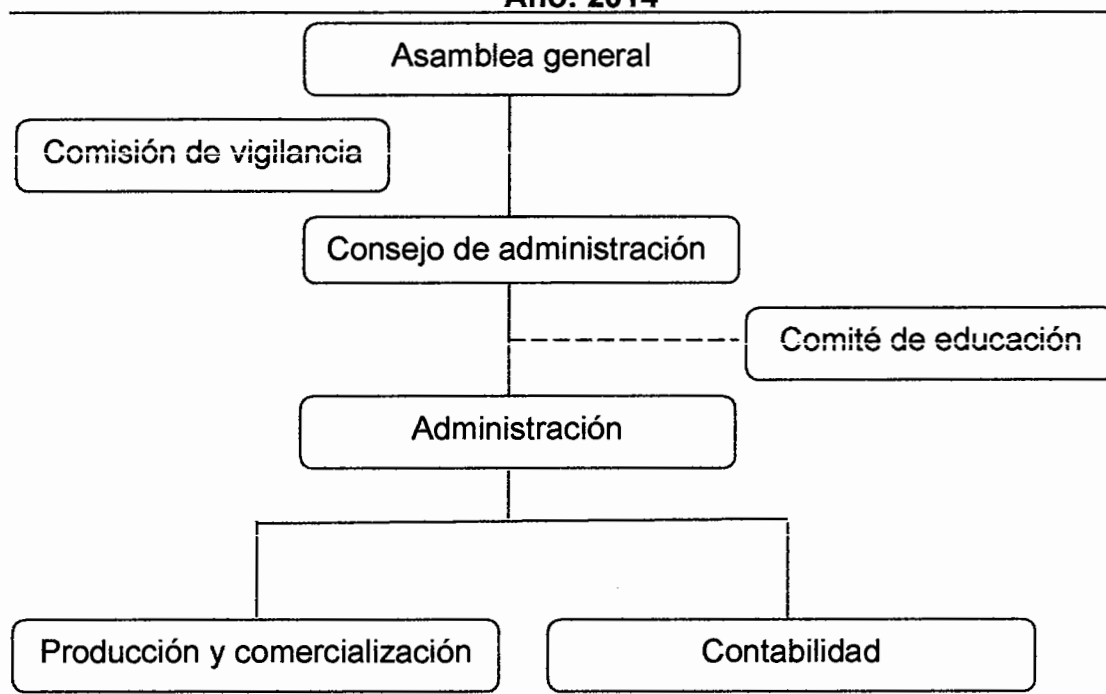 Año: 2014
Asamblea general
Comisión de vigilancia
Consejo de administración
Comité de educación
Administración
Producción y comercialización
Contabilidad